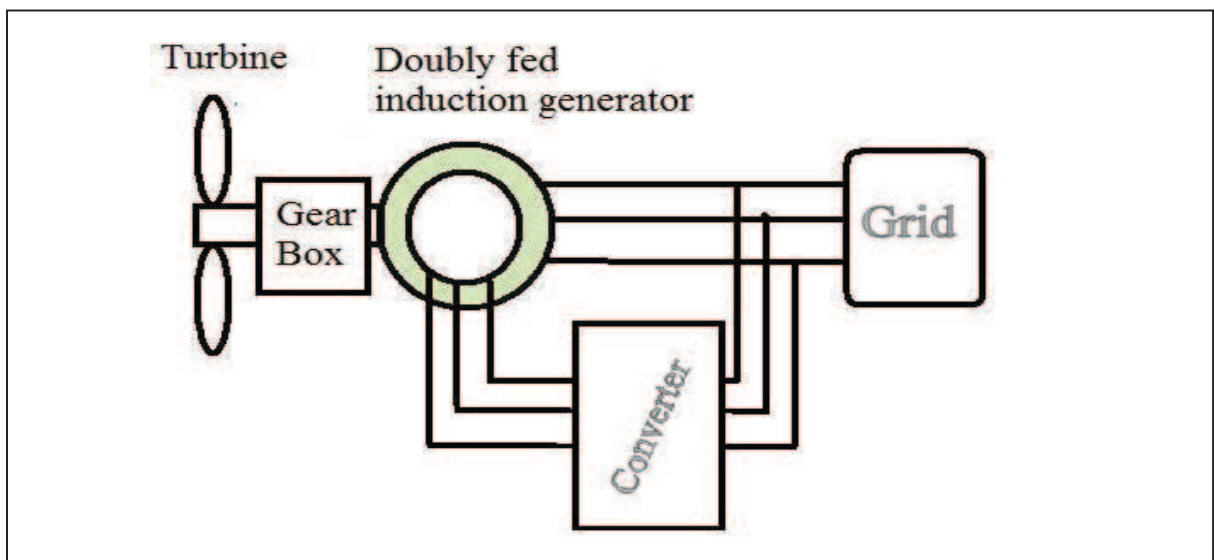 Turbine
Doubly fed
induction generator
Gear
Box
Grid
Converter